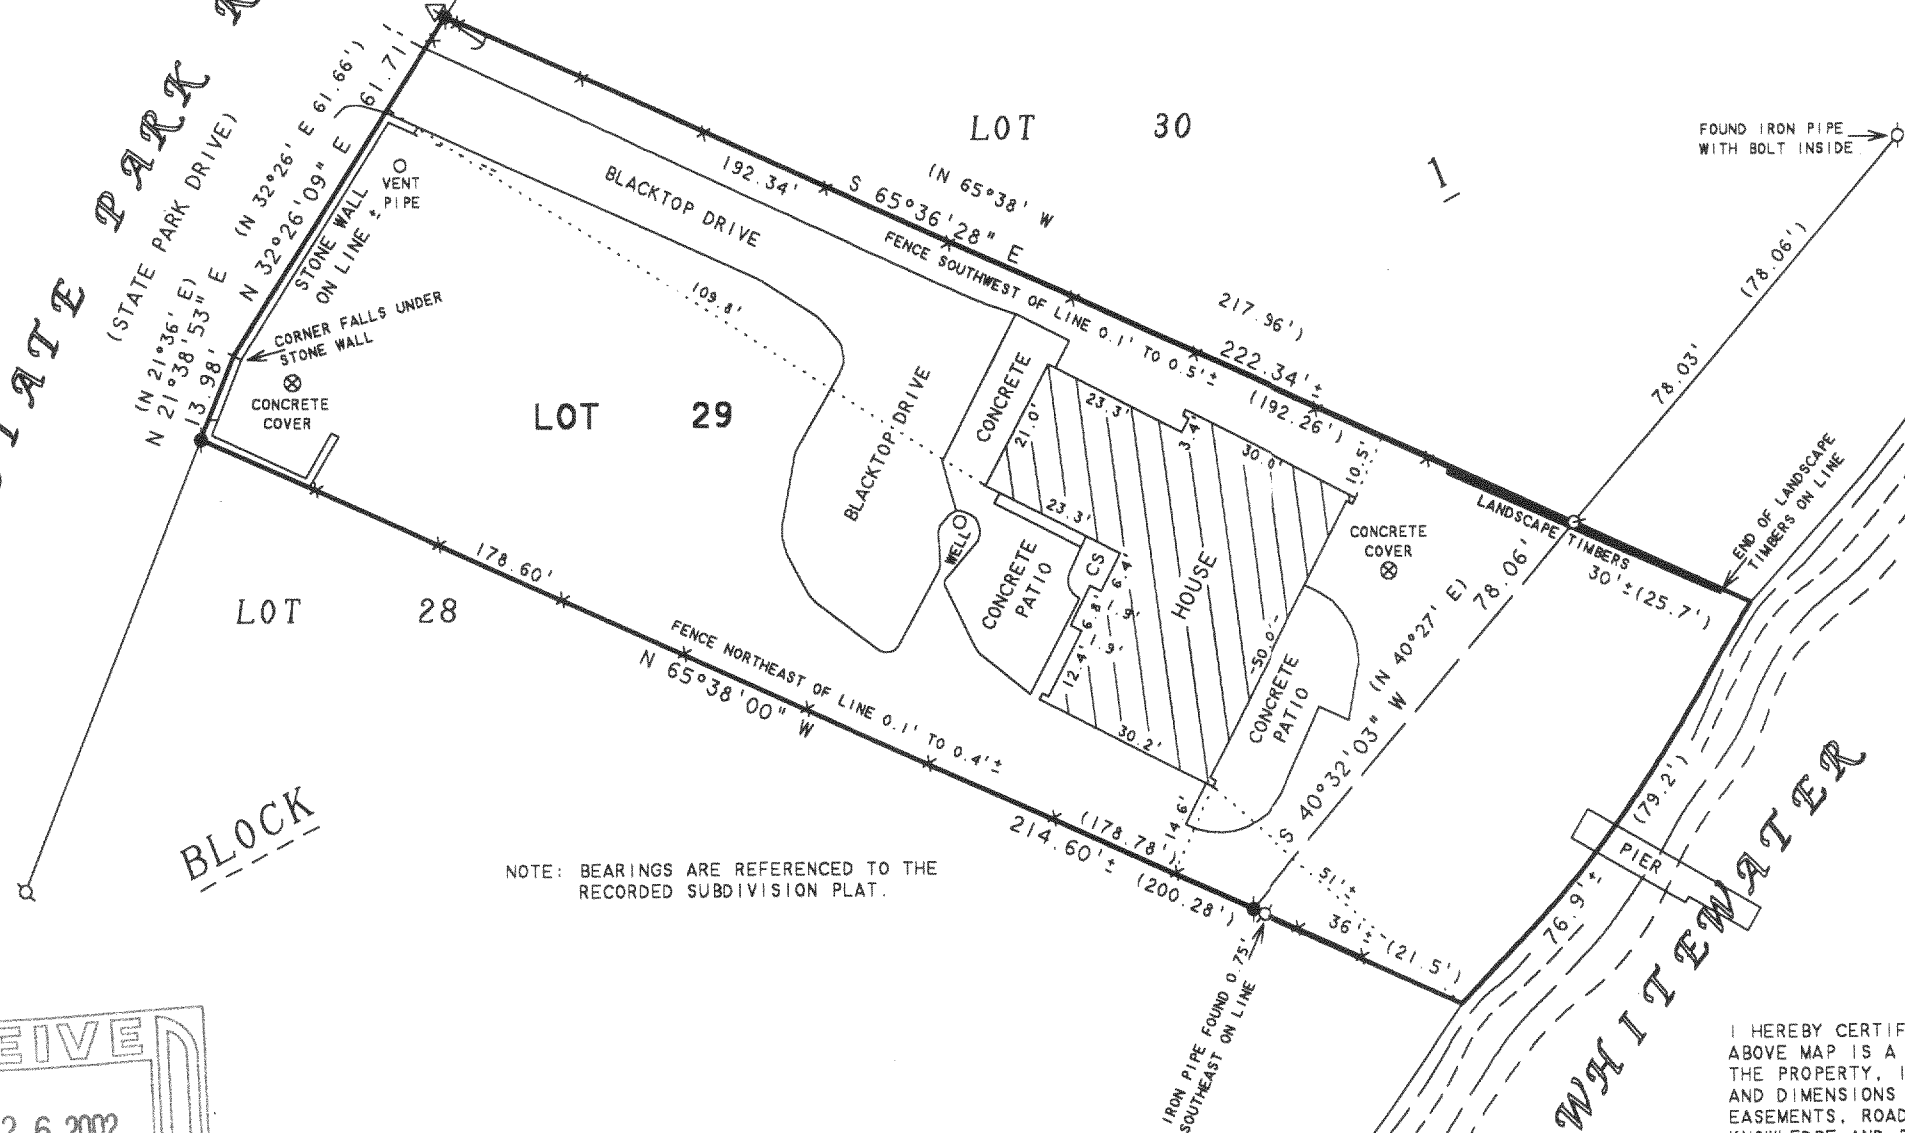 STATE PARK
(STATE PARK DRIVE)
(N 32°26' E 61.66')
N 32°26'09" E
61.71'
(N 21°36' E)
N 21°38'53" E
13.98'
STONE WALL
ON LINE ±
VENT
PIPE
CORNER FALLS UNDER
STONE WALL
CONCRETE
COVER
LOT 30
1
FOUND IRON PIPE
WITH BOLT INSIDE
(78.06')
78.03'
192.34'
S 65°36'28" E
(N 65°38' W
217.96')
222.34'±
(192.26')
FENCE SOUTHWEST OF LINE 0.1' TO 0.5'±
BLACKTOP DRIVE
109.8'
LOT 29
BLACKTOP DRIVE
CONCRETE
21.0'
23.3'
3.4'
30.0'
10.5'
23.3'
WELL
CONCRETE
PATIO
CS
6.4'
1.9'
6.8'
1.9'
12.4'
HOUSE
50.0'
30.2'
CONCRETE
PATIO
CONCRETE
COVER
LANDSCAPE TIMBERS
END OF LANDSCAPE
TIMBERS ON LINE
30'±(25.7')
(N 40°27' E)
78.06'
S 40°32'03" W
(79.2')
76.9'±
PIER
WHITEWATER
LOT 28
178.60'
FENCE NORTHEAST OF LINE 0.1' TO 0.4'±
N 65°38'00" W
(178.78')
214.60'±
(200.28')
14.6'
51'±
36'±
(21.5')
IRON PIPE FOUND 0.75'
SOUTHEAST ON LINE
BLOCK
NOTE: BEARINGS ARE REFERENCED TO THE
RECORDED SUBDIVISION PLAT.
EIVE
2 6 2002
I HEREBY CERTIF
ABOVE MAP IS A
THE PROPERTY, I
AND DIMENSIONS
EASEMENTS, ROAD